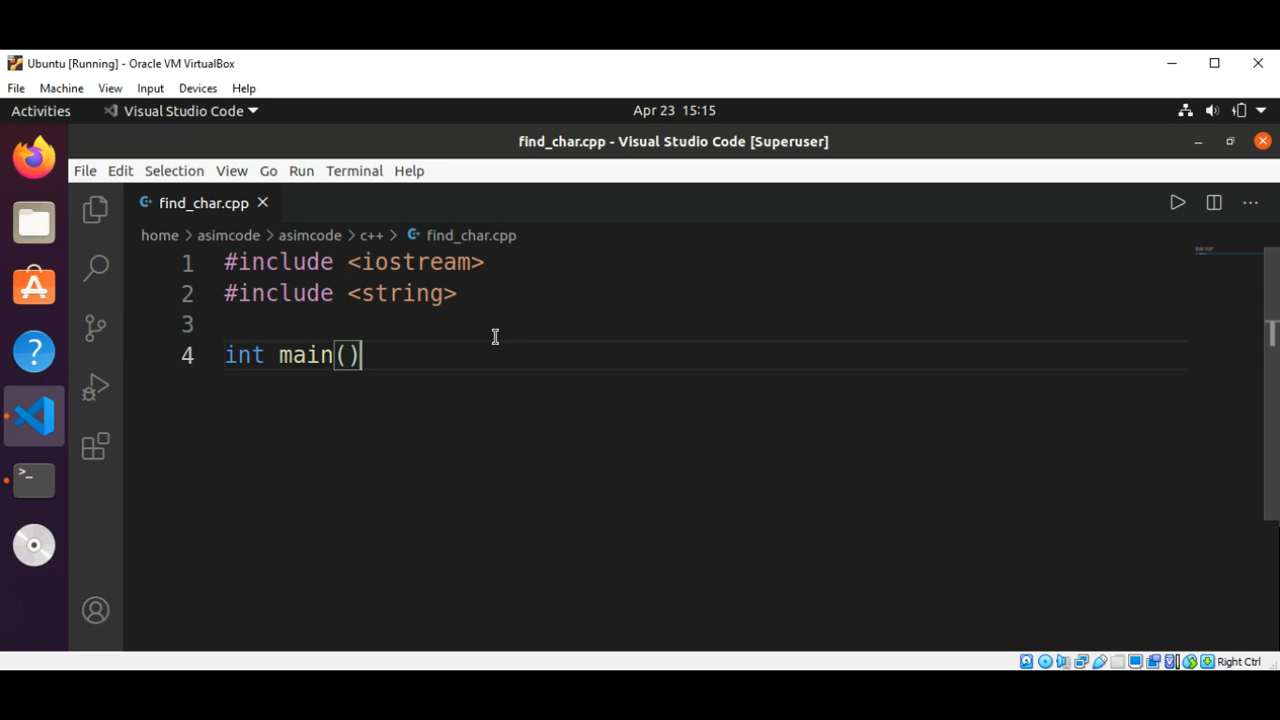 Ubuntu [Running] - Oracle VM VirtualBox
File Machine View Input Devices Help
Activities Visual Studio Code Apr 23 15:15
find_char.cpp - Visual Studio Code [Superuser]
File Edit Selection View Go Run Terminal Help
find_char.cpp
home > asimcode > asimcode > c++ > find_char.cpp
1 #include <iostream>
2 #include <string>
3
4 int main()
Right Ctrl